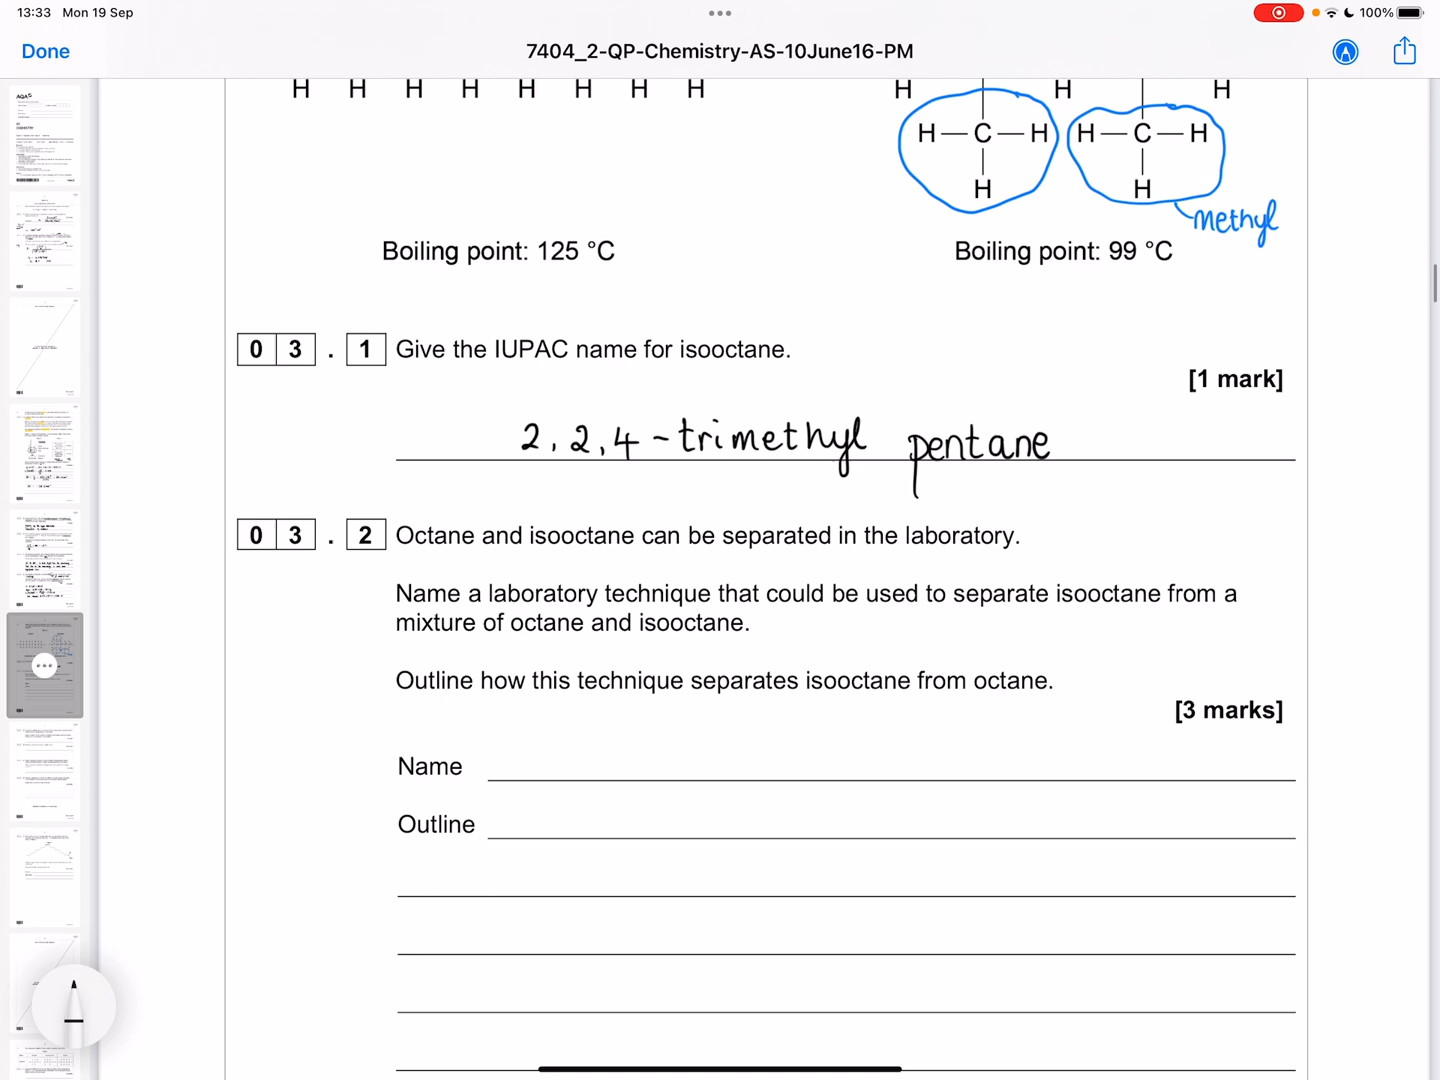 13:33 Mon 19 Sep 100%
Done 7404_2-QP-Chemistry-AS-10June16-PM
H H H H H H H H H H H
H—C—H H—C—H
H H
methyl
Boiling point: 125 °C Boiling point: 99 °C
0 3 . 1 Give the IUPAC name for isooctane.
[1 mark]
2,2,4-trimethyl pentane
0 3 . 2 Octane and isooctane can be separated in the laboratory.
Name a laboratory technique that could be used to separate isooctane from a
mixture of octane and isooctane.
Outline how this technique separates isooctane from octane.
[3 marks]
Name
Outline